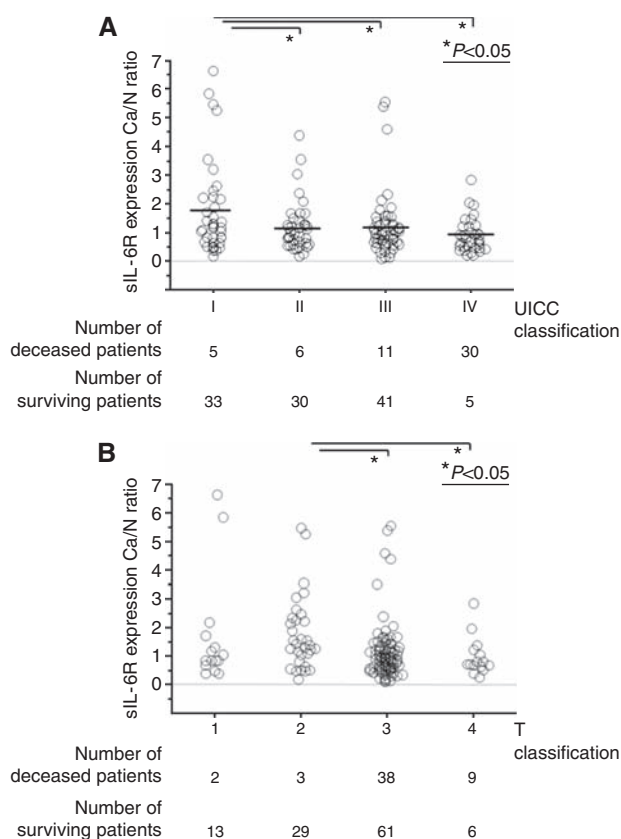 A
* * *
*P<0.05
sIL-6R expression Ca/N ratio
7
6
5
4
3
2
1
0
I II III IV UICC
classification
Number of
deceased patients 5 6 11 30
Number of
surviving patients 33 30 41 5
B
* *
*P<0.05
sIL-6R expression Ca/N ratio
7
6
5
4
3
2
1
0
1 2 3 4 T
classification
Number of
deceased patients 2 3 38 9
Number of
surviving patients 13 29 61 6